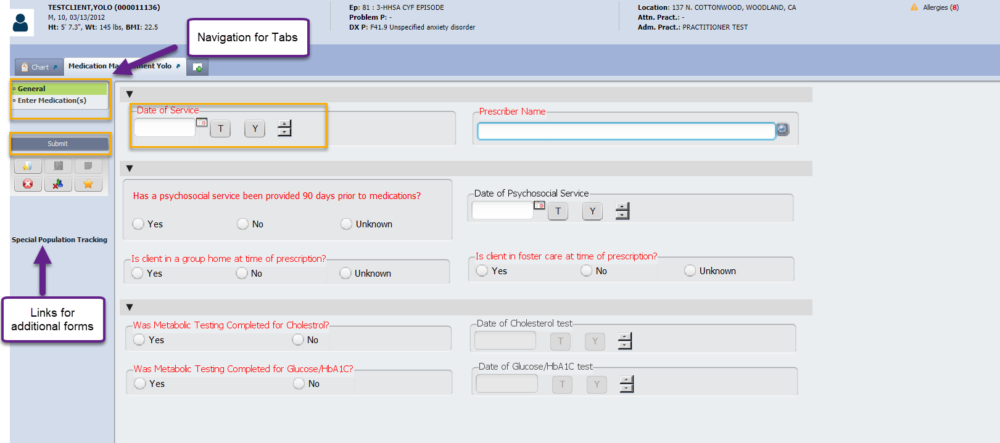 TESTCLIENT,YOLO (000011136)
M, 10, 03/13/2012
Ht: 5' 7.3", Wt: 145 lbs, BMI: 22.5
Ep: 81 : 3-HHSA CYF EPISODE
Problem P: -
DX P: F41.9 Unspecified anxiety disorder
Location: 137 N. COTTONWOOD, WOODLAND, CA
Attn. Pract.: -
Adm. Pract.: PRACTITIONER TEST
Allergies (8)
Navigation for Tabs
Chart
Medication Ma ement Yolo
General
Enter Medication(s)
Submit
Special Population Tracking
Links for
additional forms
Date of Service
T Y
Prescriber Name
Has a psychosocial service been provided 90 days prior to medications?
Yes No Unknown
Date of Psychosocial Service
T Y
Is client in a group home at time of prescription?
Yes No Unknown
Is client in foster care at time of prescription?
Yes No Unknown
Was Metabolic Testing Completed for Cholestrol?
Yes No
Date of Cholesterol test
T Y
Was Metabolic Testing Completed for Glucose/HbA1C?
Yes No
Date of Glucose/HbA1C test
T Y